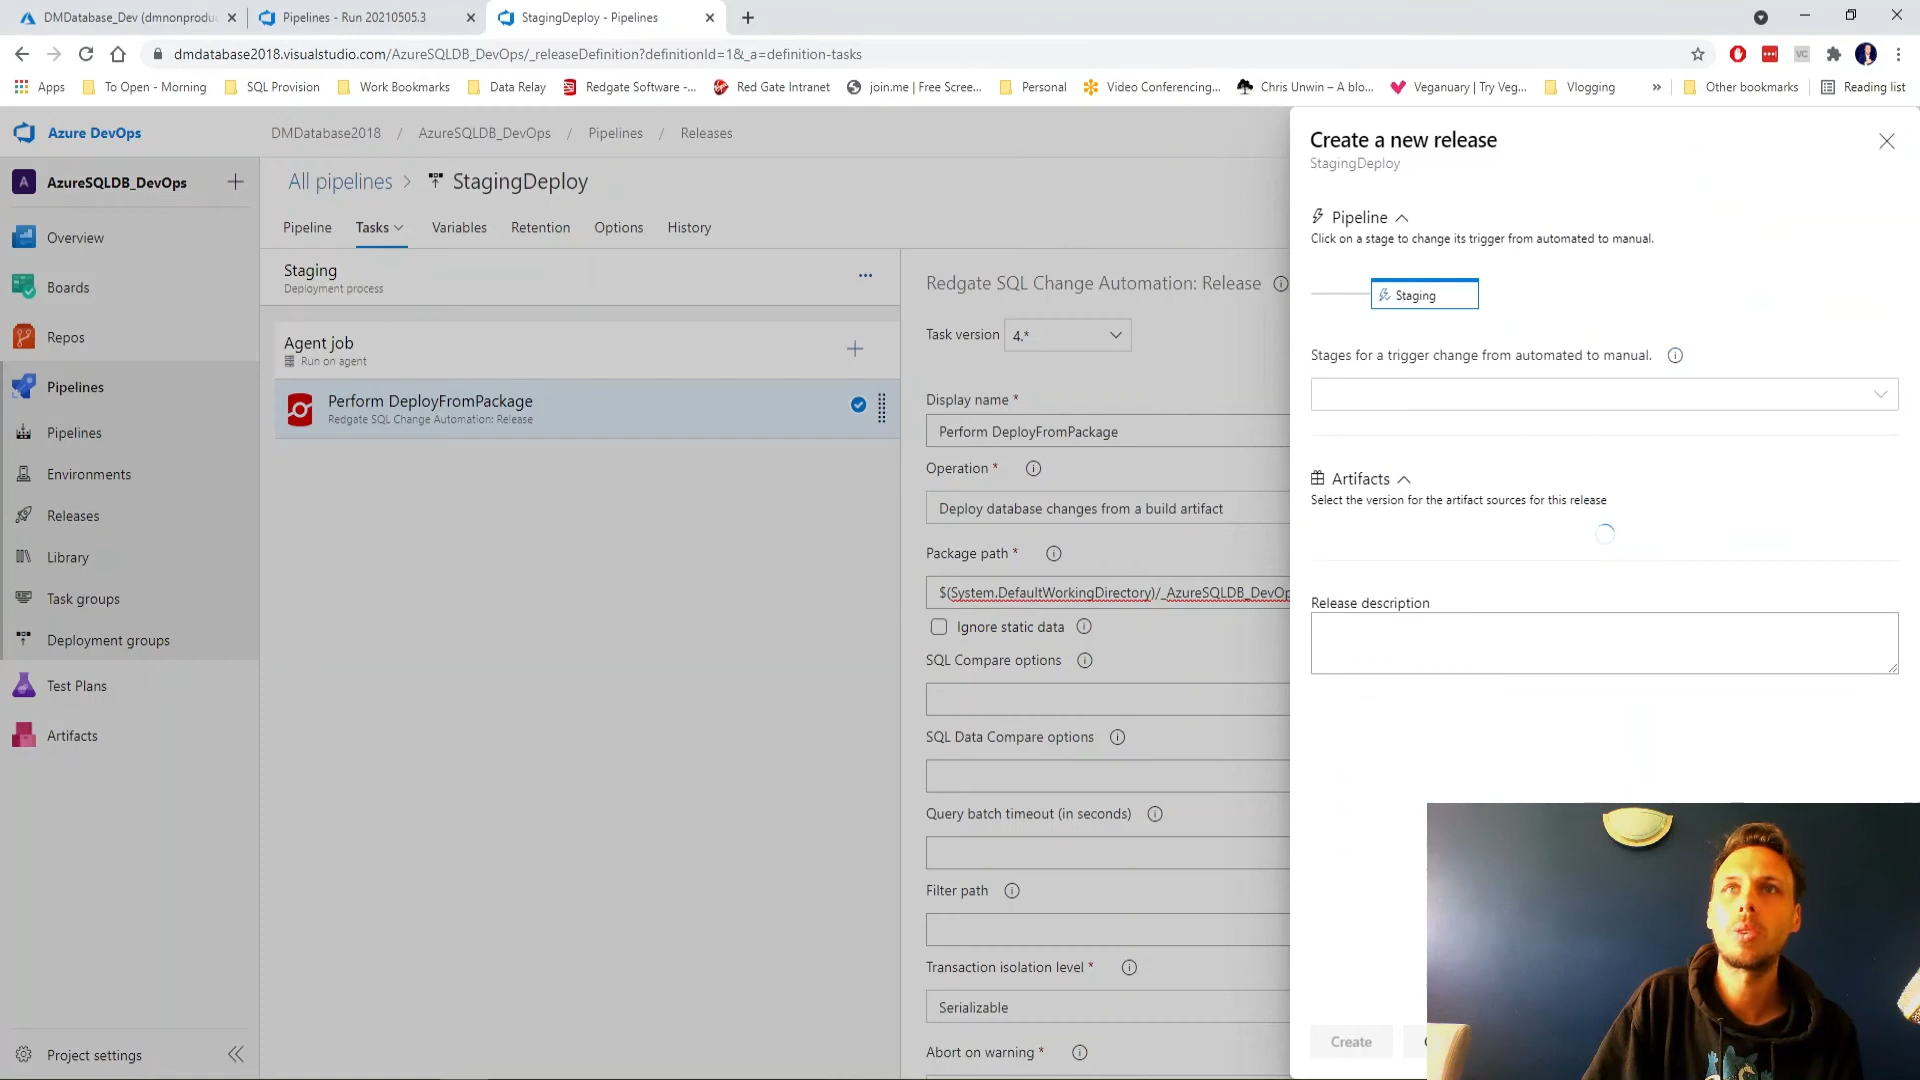 DMDatabase_Dev (dmnonproduc
Pipelines - Run 20210505.3
StagingDeploy - Pipelines
dmdatabase2018.visualstudio.com/AzureSQLDB_DevOps/_releaseDefinition?definitionId=1&_a=definition-tasks
Apps
To Open - Morning
SQL Provision
Work Bookmarks
Data Relay
Redgate Software -...
Red Gate Intranet
join.me | Free Scree...
Personal
Video Conferencing...
Chris Unwin – A blo...
Veganuary | Try Veg...
Vlogging
»
Other bookmarks
Reading list
Azure DevOps
DMDatabase2018 / AzureSQLDB_DevOps / Pipelines / Releases
A AzureSQLDB_DevOps
Overview
Boards
Repos
Pipelines
Pipelines
Environments
Releases
Library
Task groups
Deployment groups
Test Plans
Artifacts
Project settings
All pipelines > StagingDeploy
Pipeline Tasks Variables Retention Options History
Staging
Deployment process
Agent job
Run on agent
Perform DeployFromPackage
Redgate SQL Change Automation: Release
Redgate SQL Change Automation: Release
Task version 4.*
Display name *
Perform DeployFromPackage
Operation *
Deploy database changes from a build artifact
Package path *
$(System.DefaultWorkingDirectory)/_AzureSQLDB_DevOp
Ignore static data
SQL Compare options
SQL Data Compare options
Query batch timeout (in seconds)
Filter path
Transaction isolation level *
Serializable
Abort on warning *
Create a new release
StagingDeploy
Pipeline
Click on a stage to change its trigger from automated to manual.
Staging
Stages for a trigger change from automated to manual.
Artifacts
Select the version for the artifact sources for this release
Release description
Create